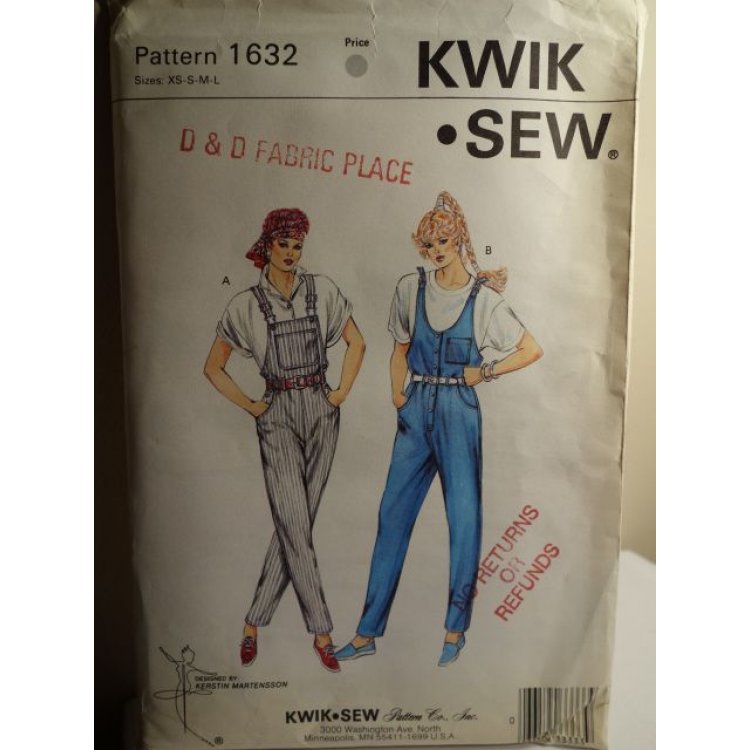 Pattern 1632
Sizes: XS-S-M-L
Price
KWIK
•SEW®
D & D FABRIC PLACE
A
B
NO RETURNS
OR
REFUNDS
DESIGNED BY:
KERSTIN MARTENSSON
®
KWIK•SEW Pattern Co., Inc.
3000 Washington Ave. North
Minneapolis, MN 55411-1699 U.S.A.
0